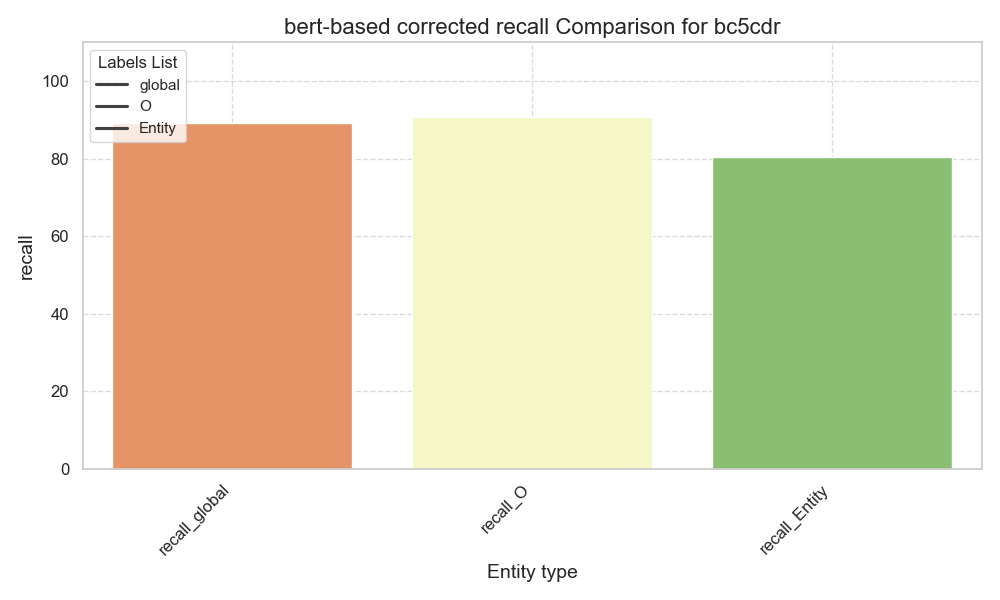 bert-based corrected recall Comparison for bc5cdr
Labels List
global
O
Entity
100
80
60
40
20
0
recall
recall_global
recall_O
recall_Entity
Entity type